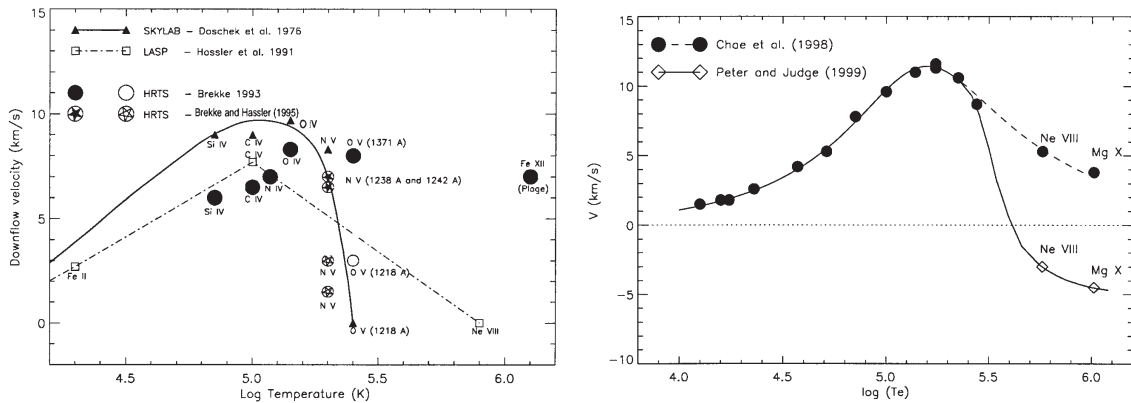 SKYLAB – Doschek et al. 1976
LASP – Hassler et al. 1991
HRTS – Brekke 1993
HRTS – Brekke and Hassler (1995)
Downflow velocity (km/s)
10
5
0
Si IV
C IV
C IV
O IV
O IV
N V
O V (1371 A)
N V (1238 A and 1242 A)
Fe XII
(Plage)
Si IV
C IV
N IV
Fe II
N V
O V (1218 A)
N V
O V (1218 A)
Ne VIII
4.5
5.0
5.5
6.0
Log Temperature (K)
Chae et al. (1998)
Peter and Judge (1999)
V (km/s)
15
10
5
0
−5
−10
Ne VIII
Mg X
Ne VIII
Mg X
4.0
4.5
5.0
5.5
6.0
log (Te)